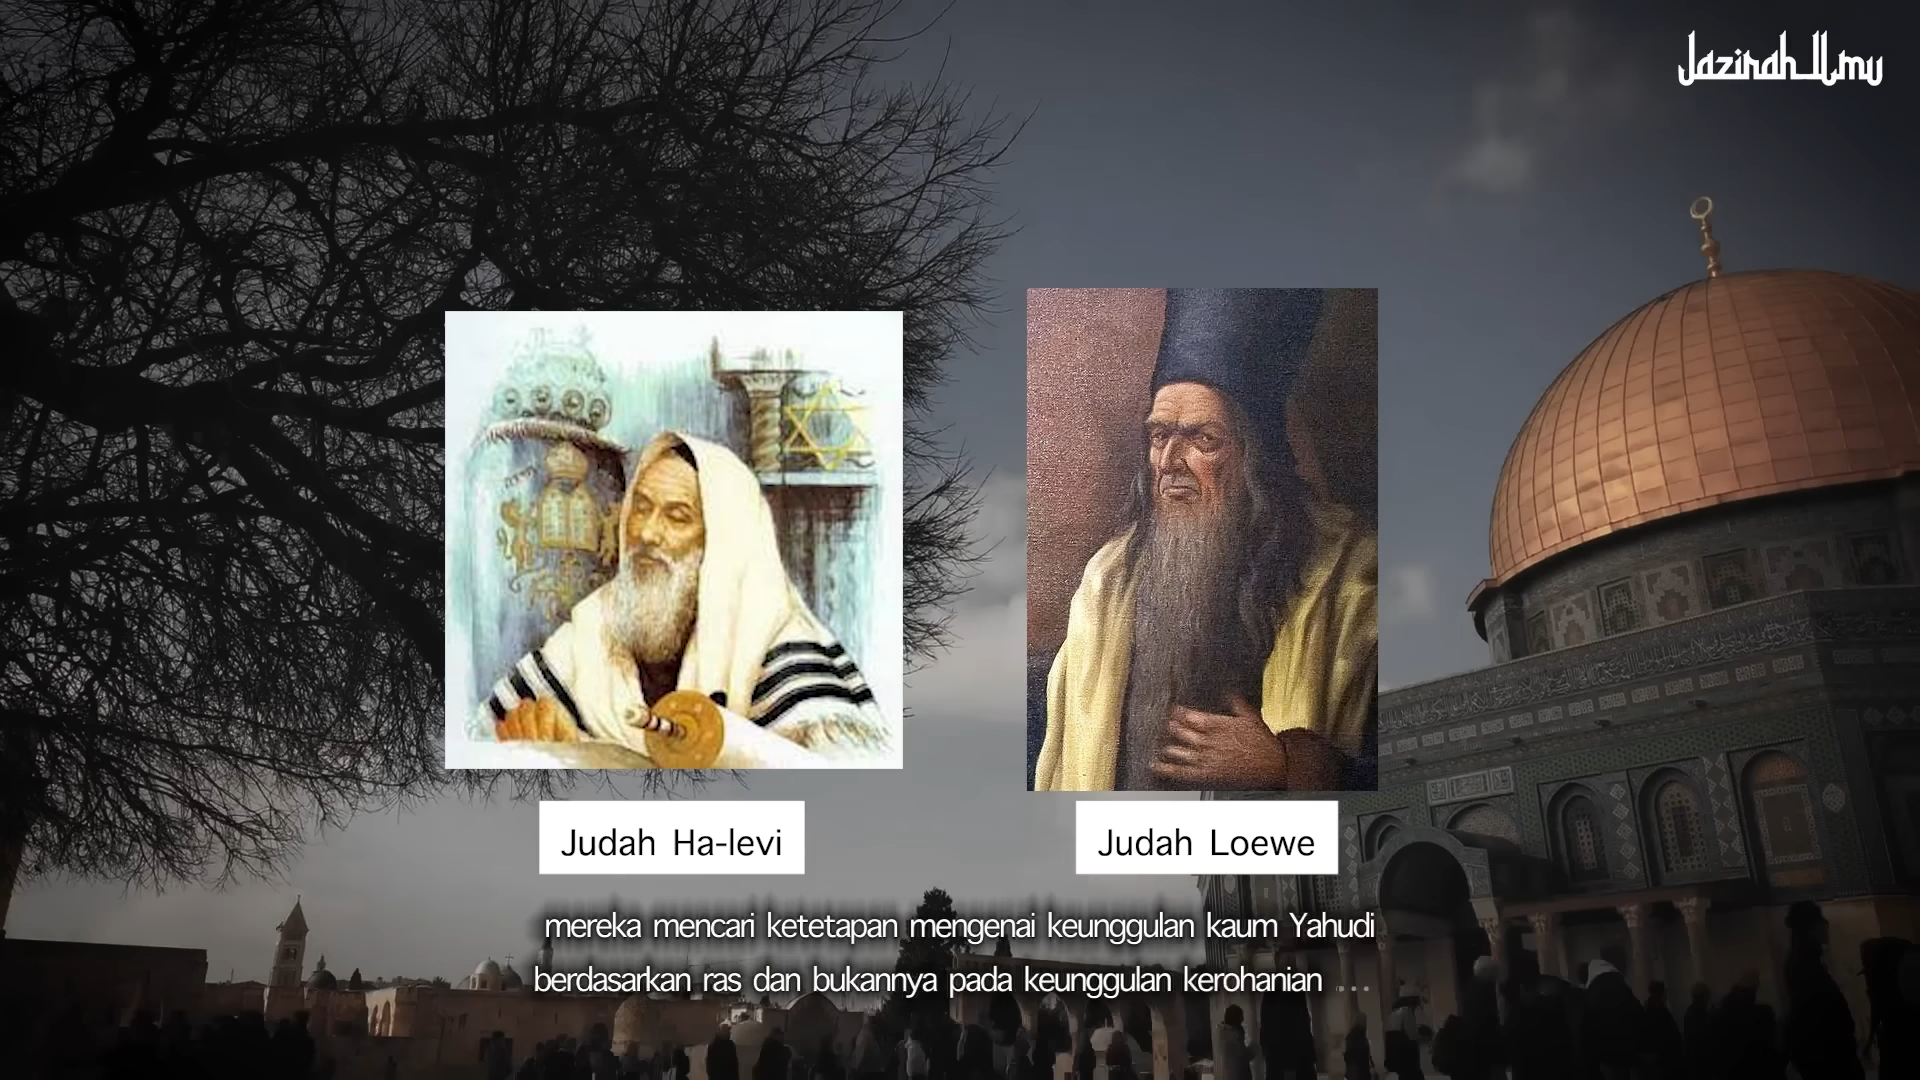 Jazirah Ilmu
Judah Ha-levi
Judah Loewe
mereka mencari ketetapan mengenai keunggulan kaum Yahudi
berdasarkan ras dan bukannya pada keunggulan kerohanian ...